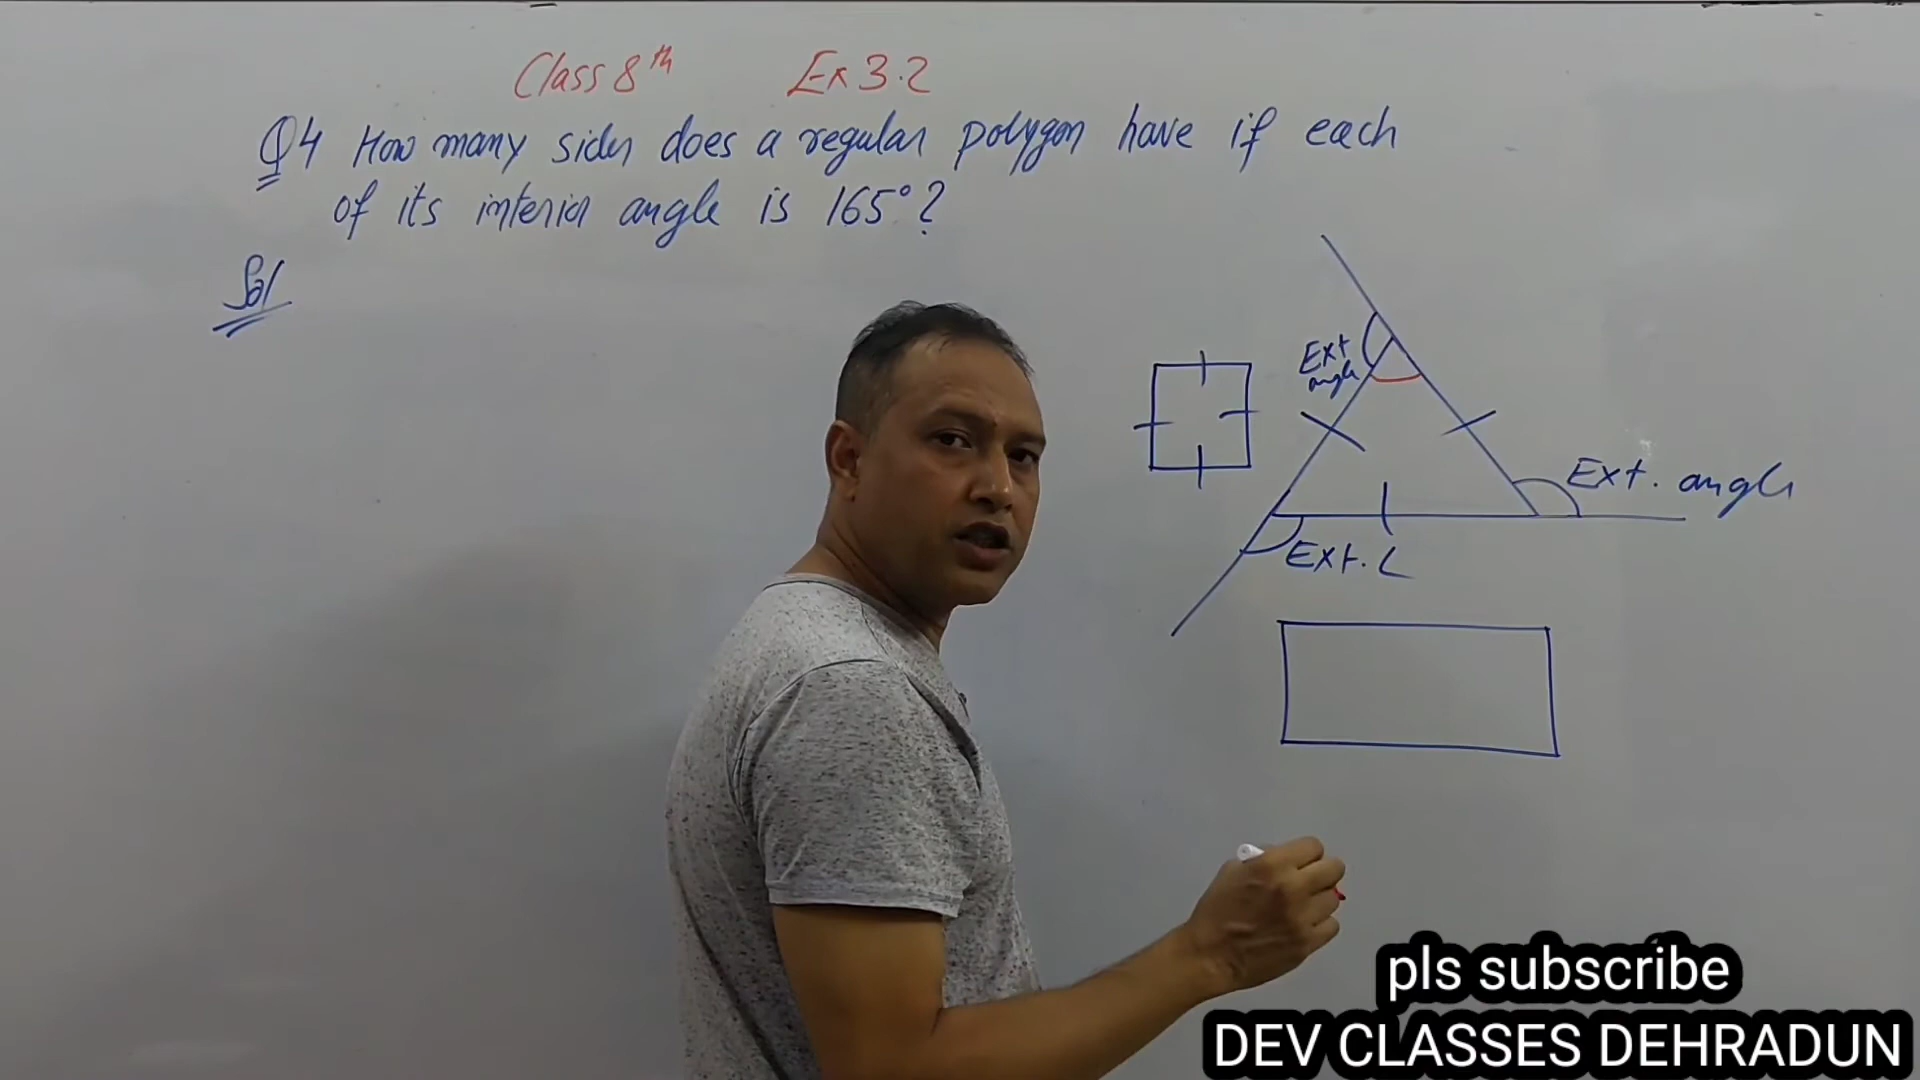 Class 8th Ex 3.2
Q4 How many sides does a regular polygon have if each
of its interior angle is 165°?
Sol
Ext
angle
Ext. angle
Ext. ∠
pls subscribe
DEV CLASSES DEHRADUN